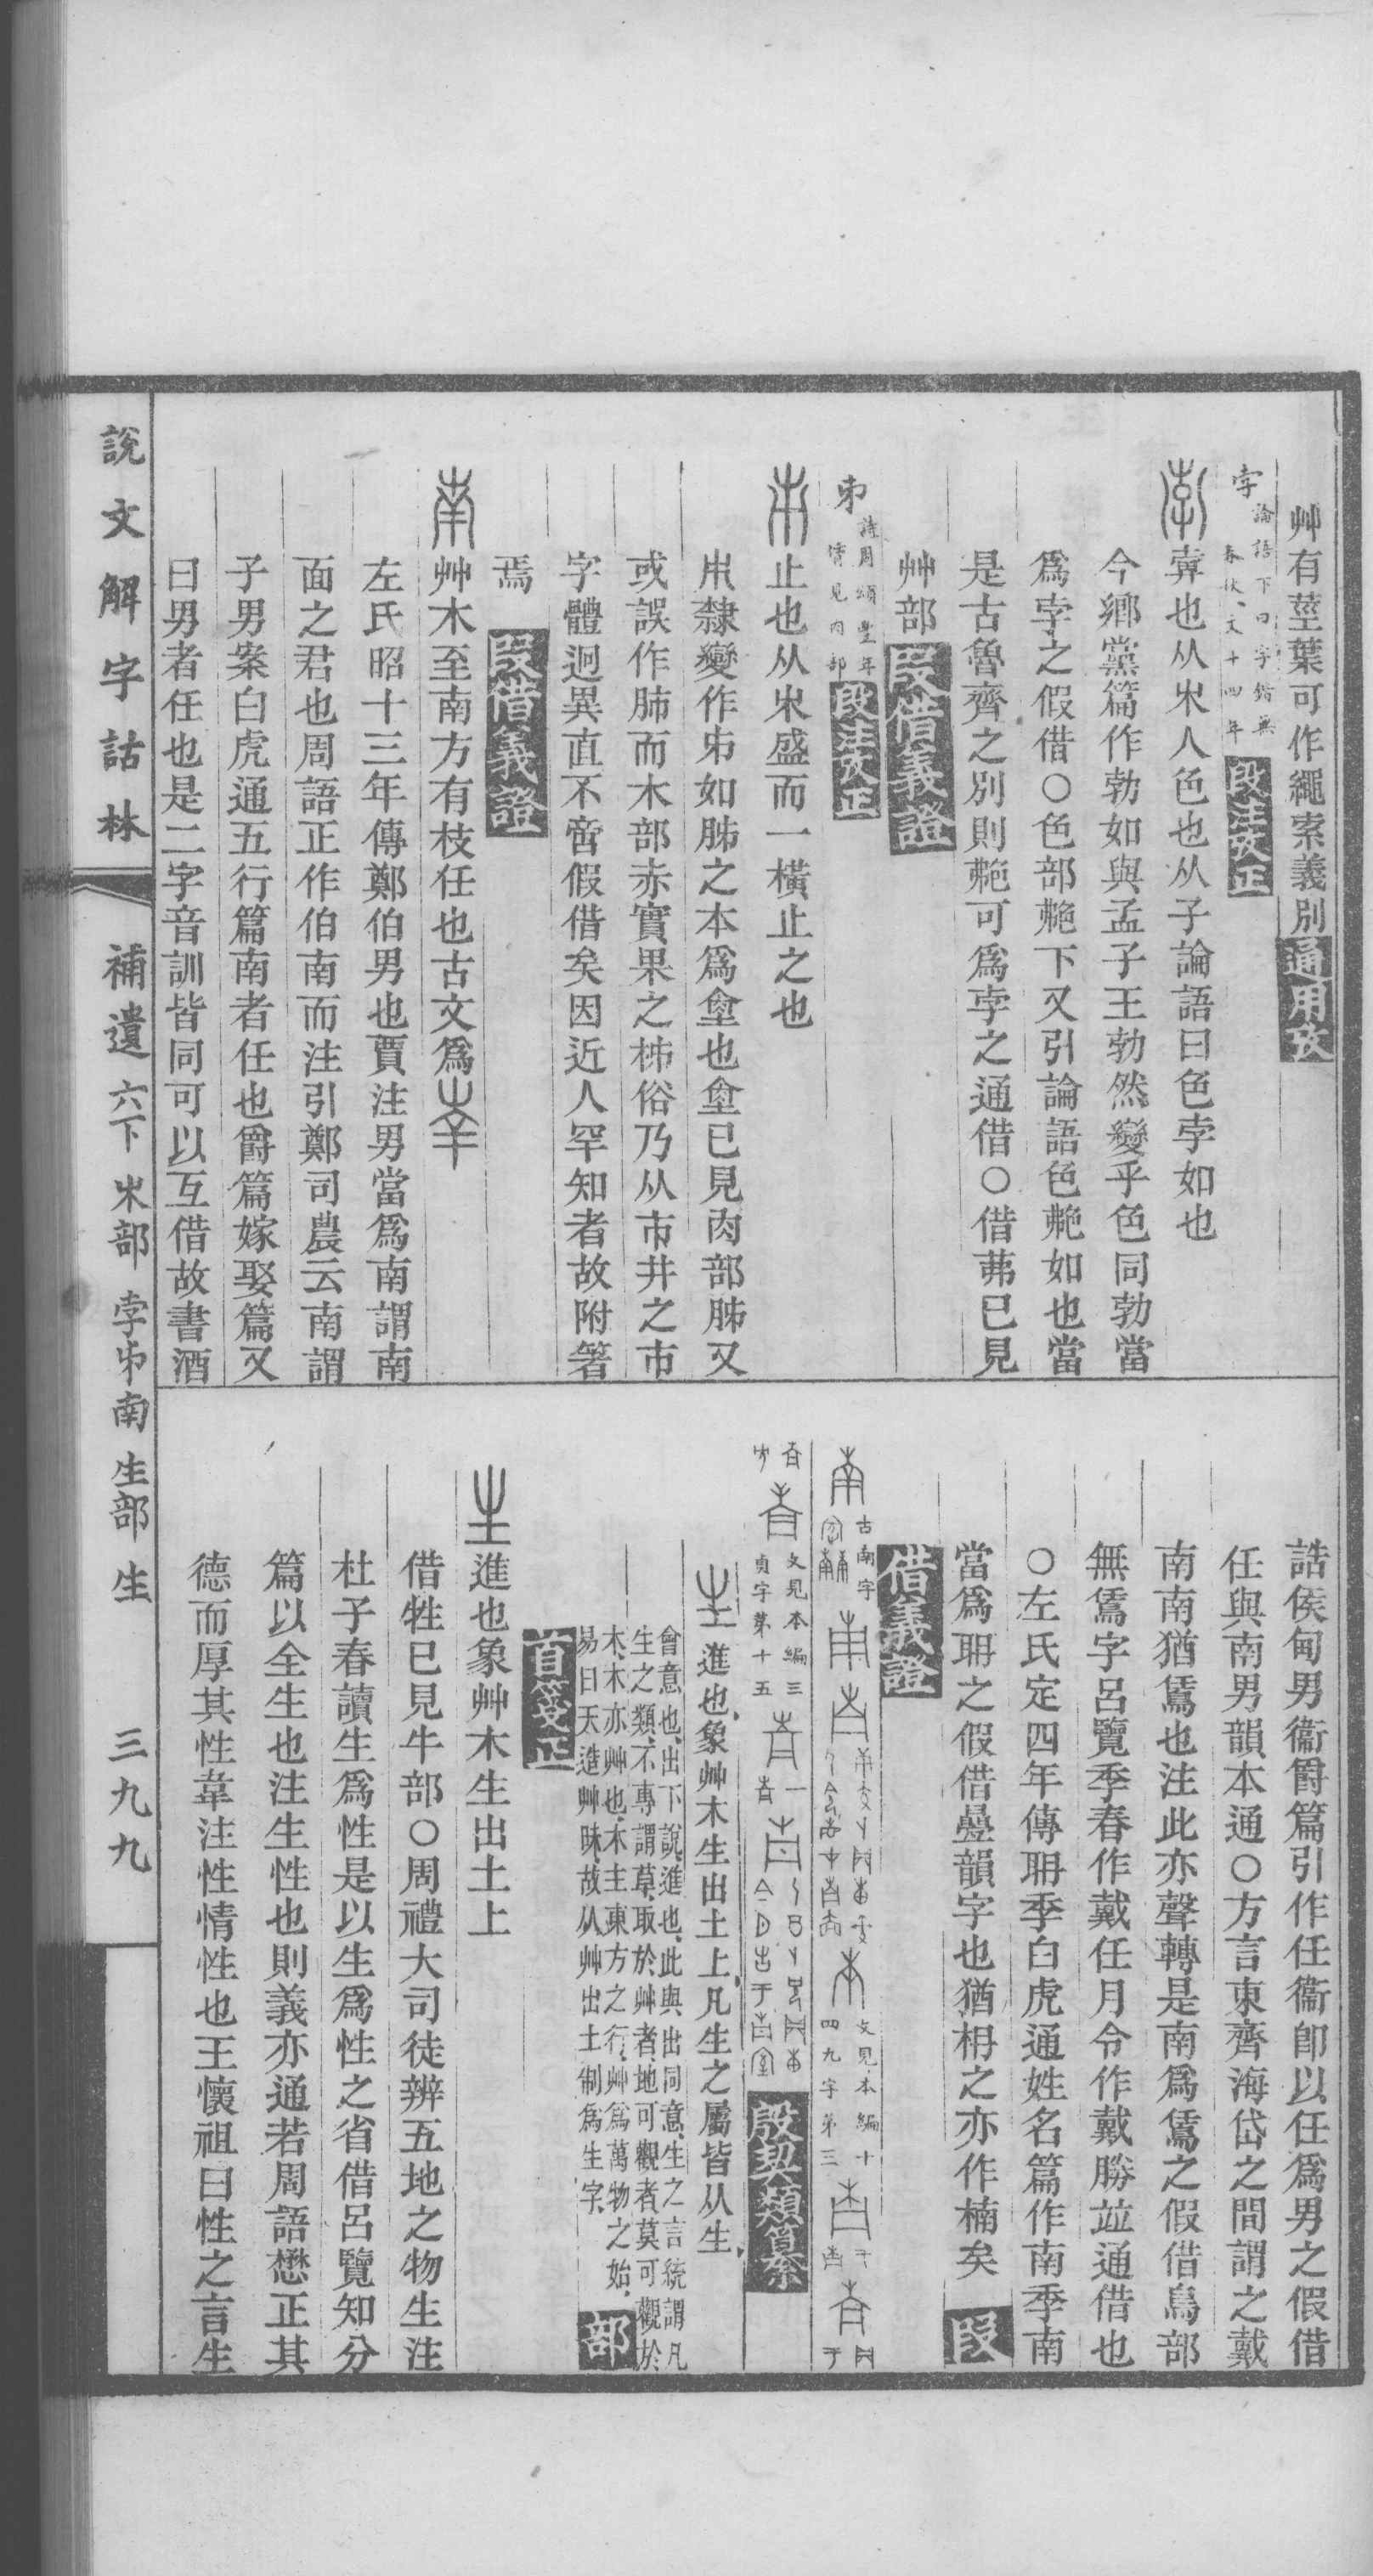 艸有莖葉可作繩索義別通用攷
字論語下曰字猶無
春秋文十四年段注攷正
𡕀也从𣎵人色也从子論語曰色孛如也
今鄉黨篇作勃如與孟子王勃然變乎色同勃當
爲孛之假借○色部艴下又引論語色艴如也當
是古魯齊之別則艴可爲孛之通借○借茀已見
艸部叚借義證
𠂔詩周頌豐年
情見肉部段注攷正
止也从𣎵盛而一橫止之也
𣎵隸變作𠂔如胏之本爲𡎺也𡎺已見肉部胏又
或誤作肺而木部赤實果之柿俗乃从市井之市
字體迥異直不啻假借矣因近人罕知者故附箸
焉 叚借義證
艸木至南方有枝任也古文爲𡴖
左氏昭十三年傳鄭伯男也賈注男當爲南謂南
面之君也周語正作伯南而注引鄭司農云南謂
子男案白虎通五行篇南者任也爵篇嫁娶篇又
曰男者任也是二字音訓皆同可以互借故書酒
誥侯甸男衞爵篇引作任衞卽以任爲男之假借
任與南男韻本通○方言東齊海岱之間謂之戴
南南猶鵀也注此亦聲轉是南爲鵀之假借鳥部
無鵀字呂覽季春作戴任月令作戴勝竝通借也
○左氏定四年傳聃季白虎通姓名篇作南季南
當爲聃之假借㬪韻字也猶枏之亦作楠矣 叚
借義證
古南字
文見本編十
四九字第三
文見本編三
貞字第十五
殷契類纂
進也象艸木生出土上凡生之屬皆从生
會意也出下說進也此與出同意生之言統謂凡
生之類不專謂草取於艸者地可觀者莫可觀於
木木亦艸也木主東方之行艸爲萬物之始
易曰天造艸昧故从艸出土制爲生字 部
首箋正
進也象艸木生出土上
借牲已見牛部○周禮大司徒辨五地之物生注
杜子春讀生爲性是以生爲性之省借呂覽知分
篇以全生也注生性也則義亦通若周語懋正其
德而厚其性韋注性情性也王懷祖曰性之言生
說文解字詁林 補遺 六下 𣎵部 孛𠂔南 生部 生 三九九